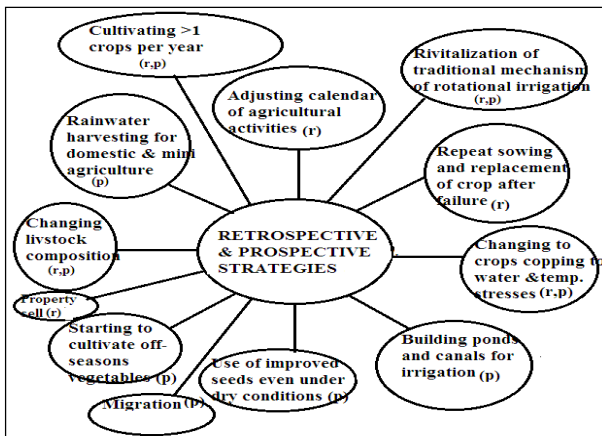 Cultivating >1
crops per year
(r,p)
Rivitalization of
traditional mechanism
of rotational irrigation
(r,p)
Adjusting calendar
of agricultural
activities (r)
Rainwater
harvesting for
domestic & mini
agriculture
(p)
Repeat sowing
and replacement
of crop after
failure (r)
RETROSPECTIVE
& PROSPECTIVE
STRATEGIES
Changing
livstock
composition
(r,p)
Changing to
crops copping to
water &temp.
stresses (r,p)
Property
sell (r)
Starting to
cultivate off-
seasons
vegetables (p)
Building ponds
and canals for
irrigation (p)
Use of improved
seeds even under
dry conditions (p)
Migration (p)